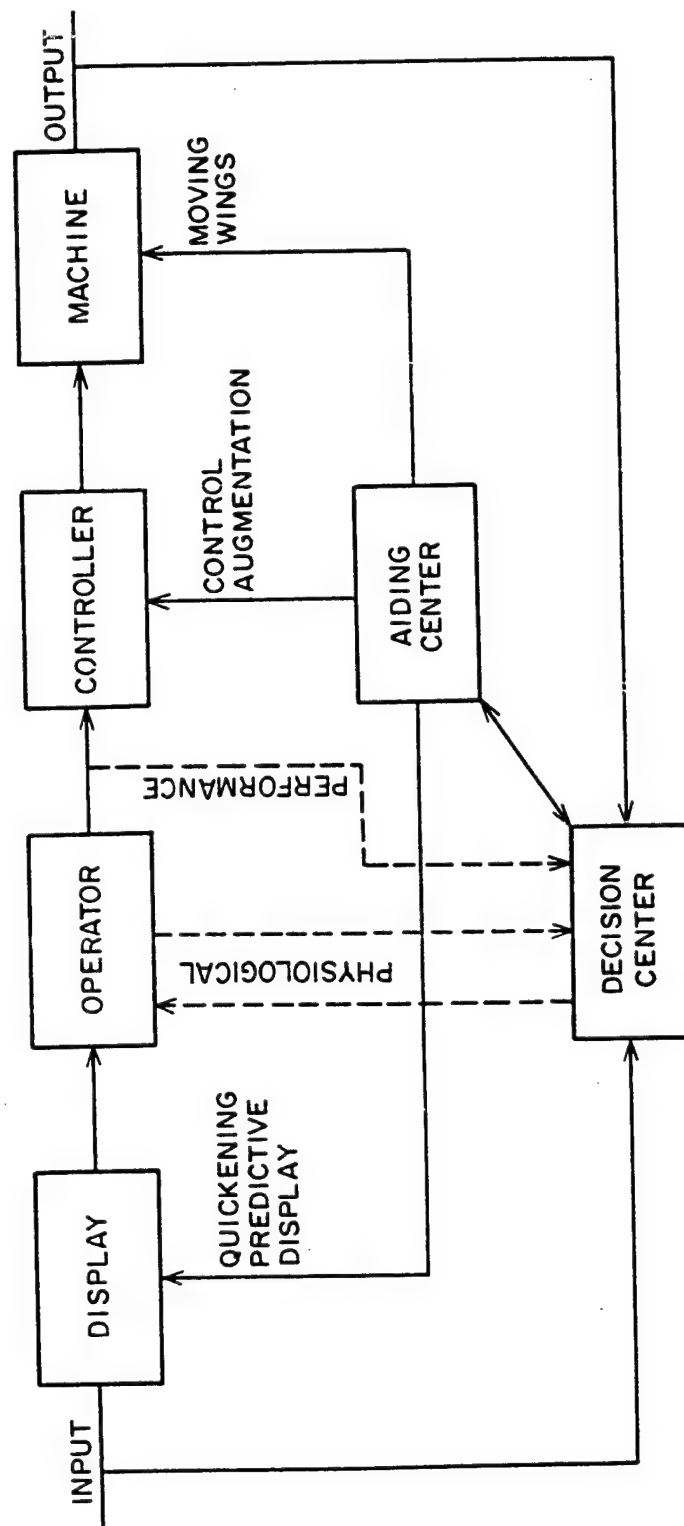 INPUT
DISPLAY
OPERATOR
CONTROLLER
MACHINE
OUTPUT
QUICKENING
PREDICTIVE
DISPLAY
PHYSIOLOGICAL
PERFORMANCE
CONTROL
AUGMENTATION
MOVING
WINGS
AIDING
CENTER
DECISION
CENTER